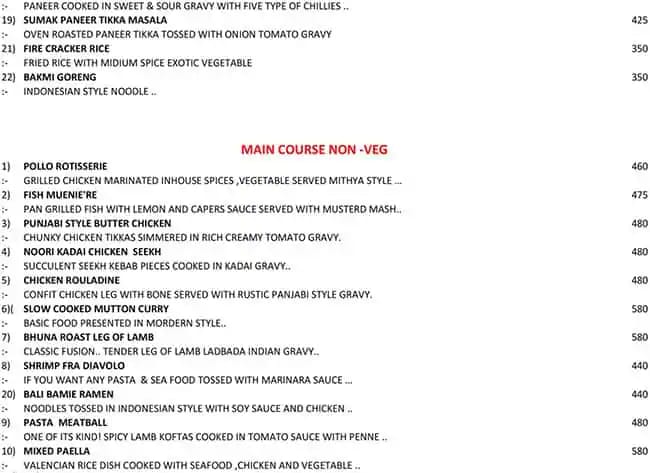 :- PANEER COOKED IN SWEET & SOUR GRAVY WITH FIVE TYPE OF CHILLIES ..
19) SUMAK PANEER TIKKA MASALA 425
:- OVEN ROASTED PANEER TIKKA TOSSED WITH ONION TOMATO GRAVY
21) FIRE CRACKER RICE 350
:- FRIED RICE WITH MIDIUM SPICE EXOTIC VEGETABLE
22) BAKMI GORENG 350
:- INDONESIAN STYLE NOODLE ..
MAIN COURSE NON -VEG
1) POLLO ROTISSERIE 460
:- GRILLED CHICKEN MARINATED INHOUSE SPICES ,VEGETABLE SERVED MITHYA STYLE ...
2) FISH MUENIE'RE 475
:- PAN GRILLED FISH WITH LEMON AND CAPERS SAUCE SERVED WITH MUSTERD MASH..
3) PUNJABI STYLE BUTTER CHICKEN 480
:- CHUNKY CHICKEN TIKKAS SIMMERED IN RICH CREAMY TOMATO GRAVY.
4) NOORI KADAI CHICKEN SEEKH 480
:- SUCCULENT SEEKH KEBAB PIECES COOKED IN KADAI GRAVY..
5) CHICKEN ROULADINE 480
:- CONFIT CHICKEN LEG WITH BONE SERVED WITH RUSTIC PANJABI STYLE GRAVY.
6)( SLOW COOKED MUTTON CURRY 580
:- BASIC FOOD PRESENTED IN MORDERN STYLE..
7) BHUNA ROAST LEG OF LAMB 580
:- CLASSIC FUSION.. TENDER LEG OF LAMB LADBADA INDIAN GRAVY..
8) SHRIMP FRA DIAVOLO 440
:- IF YOU WANT ANY PASTA & SEA FOOD TOSSED WITH MARINARA SAUCE ...
20) BALI BAMIE RAMEN 440
:- NOODLES TOSSED IN INDONESIAN STYLE WITH SOY SAUCE AND CHICKEN ..
9) PASTA MEATBALL 480
:- ONE OF ITS KIND! SPICY LAMB KOFTAS COOKED IN TOMATO SAUCE WITH PENNE ..
10) MIXED PAELLA 580
:- VALENCIAN RICE DISH COOKED WITH SEAFOOD ,CHICKEN AND VEGETABLE ..